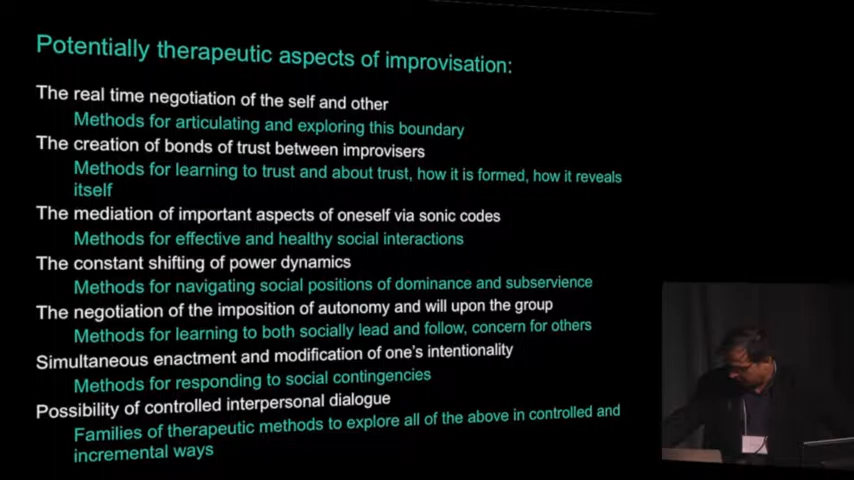 Potentially therapeutic aspects of improvisation:
The real time negotiation of the self and other
Methods for articulating and exploring this boundary
The creation of bonds of trust between improvisers
Methods for learning to trust and about trust, how it is formed, how it reveals
itself
The mediation of important aspects of oneself via sonic codes
Methods for effective and healthy social interactions
The constant shifting of power dynamics
Methods for navigating social positions of dominance and subservience
The negotiation of the imposition of autonomy and will upon the group
Methods for learning to both socially lead and follow, concern for others
Simultaneous enactment and modification of one's intentionality
Methods for responding to social contingencies
Possibility of controlled interpersonal dialogue
Families of therapeutic methods to explore all of the above in controlled and
incremental ways